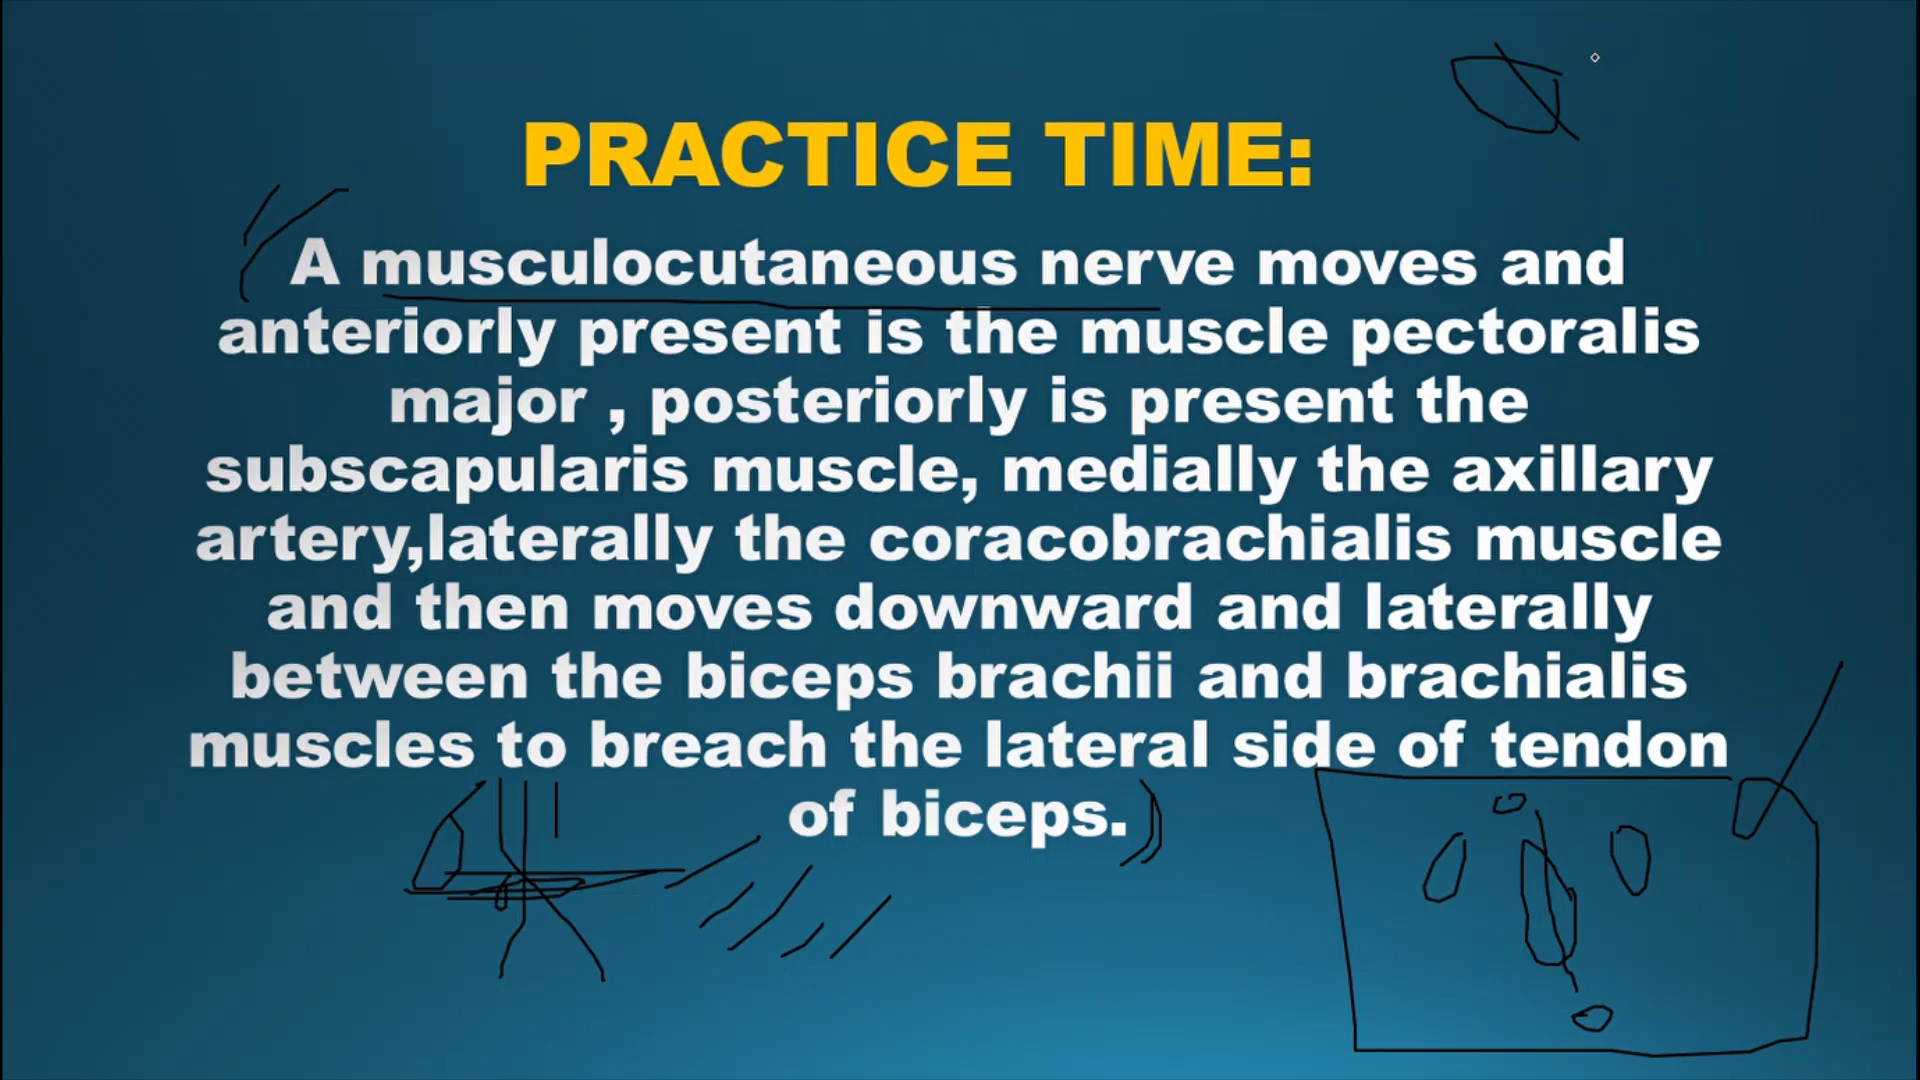 PRACTICE TIME:
A musculocutaneous nerve moves and
anteriorly present is the muscle pectoralis
major , posteriorly is present the
subscapularis muscle, medially the axillary
artery,laterally the coracobrachialis muscle
and then moves downward and laterally
between the biceps brachii and brachialis
muscles to breach the lateral side of tendon
of biceps.